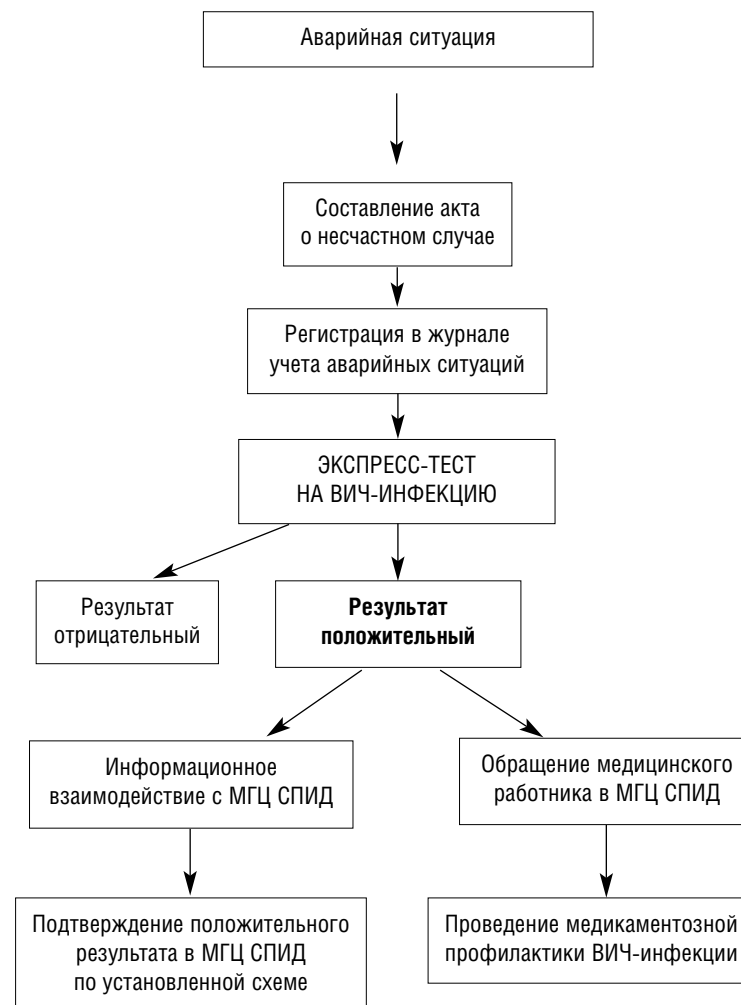 Аварийная ситуация
Составление акта
о несчастном случае
Регистрация в журнале
учета аварийных ситуаций
ЭКСПРЕСС-ТЕСТ
НА ВИЧ-ИНФЕКЦИЮ
Результат
отрицательный
Результат
положительный
Информационное
взаимодействие с МГЦ СПИД
Обращение медицинского
работника в МГЦ СПИД
Подтверждение положительного
результата в МГЦ СПИД
по установленной схеме
Проведение медикаментозной
профилактики ВИЧ-инфекции